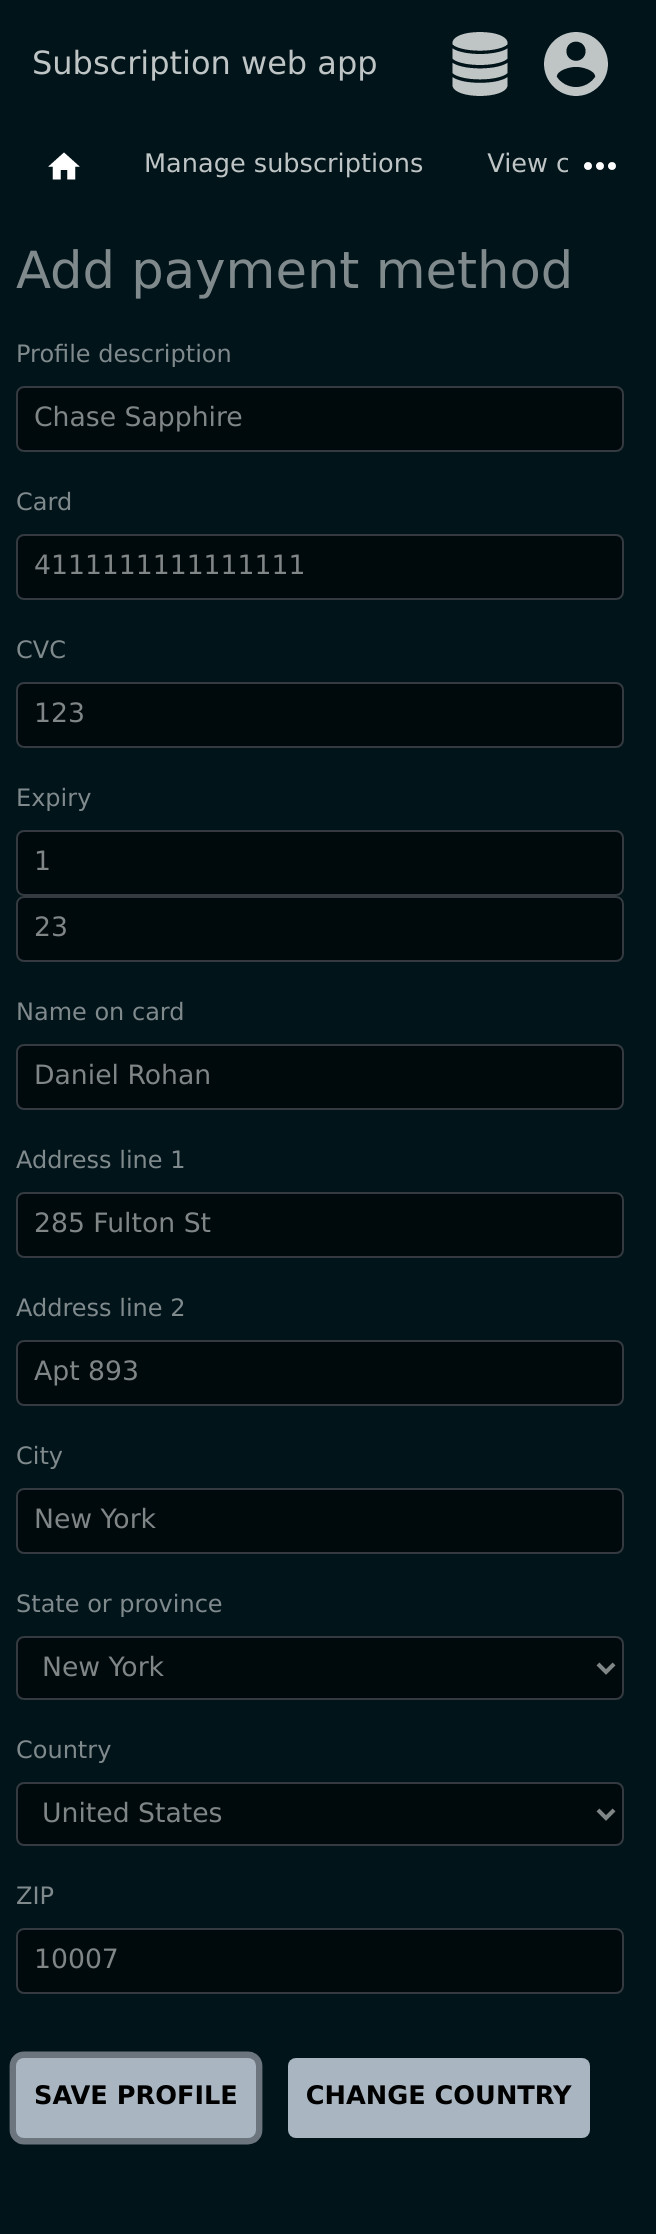 Subscription web app
Manage subscriptions View c
Add payment method
Profile description
Chase Sapphire
Card
4111111111111111
CVC
123
Expiry
1
23
Name on card
Daniel Rohan
Address line 1
285 Fulton St
Address line 2
Apt 893
City
New York
State or province
New York
Country
United States
ZIP
10007
SAVE PROFILE CHANGE COUNTRY